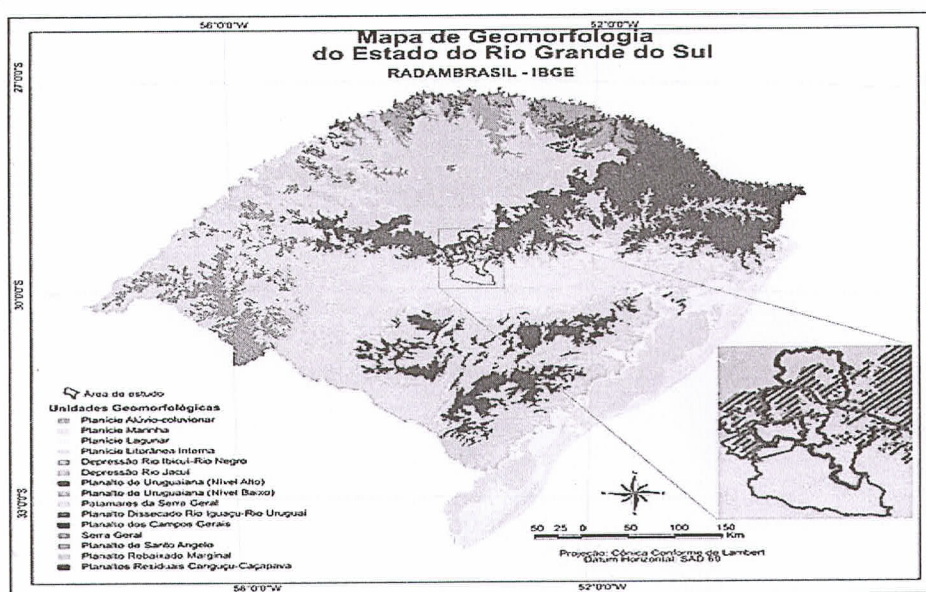 56°0'0"W 52°0'0"W
Mapa de Geomorfologia
do Estado do Rio Grande do Sul
RADAMBRASIL - IBGE
27°0'0"S
30°0'0"S
33°0'0"S
Área de estudo
Unidades Geomorfológicas
Planície Alúvio-coluvionar
Planície Marinha
Planície Lagunar
Planície Litorânea Interna
Depressão Rio Ibicuí-Rio Negro
Depressão Rio Jacuí
Planalto de Uruguaiana (Nível Alto)
Planalto de Uruguaiana (Nível Baixo)
Patamares da Serra Geral
Planalto Dissecado Rio Iguaçu-Rio Uruguai
Planalto dos Campos Gerais
Serra Geral
Planalto de Santo Angelo
Planalto Rebaixado Marginal
Planaltos Residuais Canguçu-Caçapava
50 25 0 50 100 150
Km
Projeção: Cônica Conforme de Lambert
Datum Horizontal: SAD 69
56°0'0"W 52°0'0"W